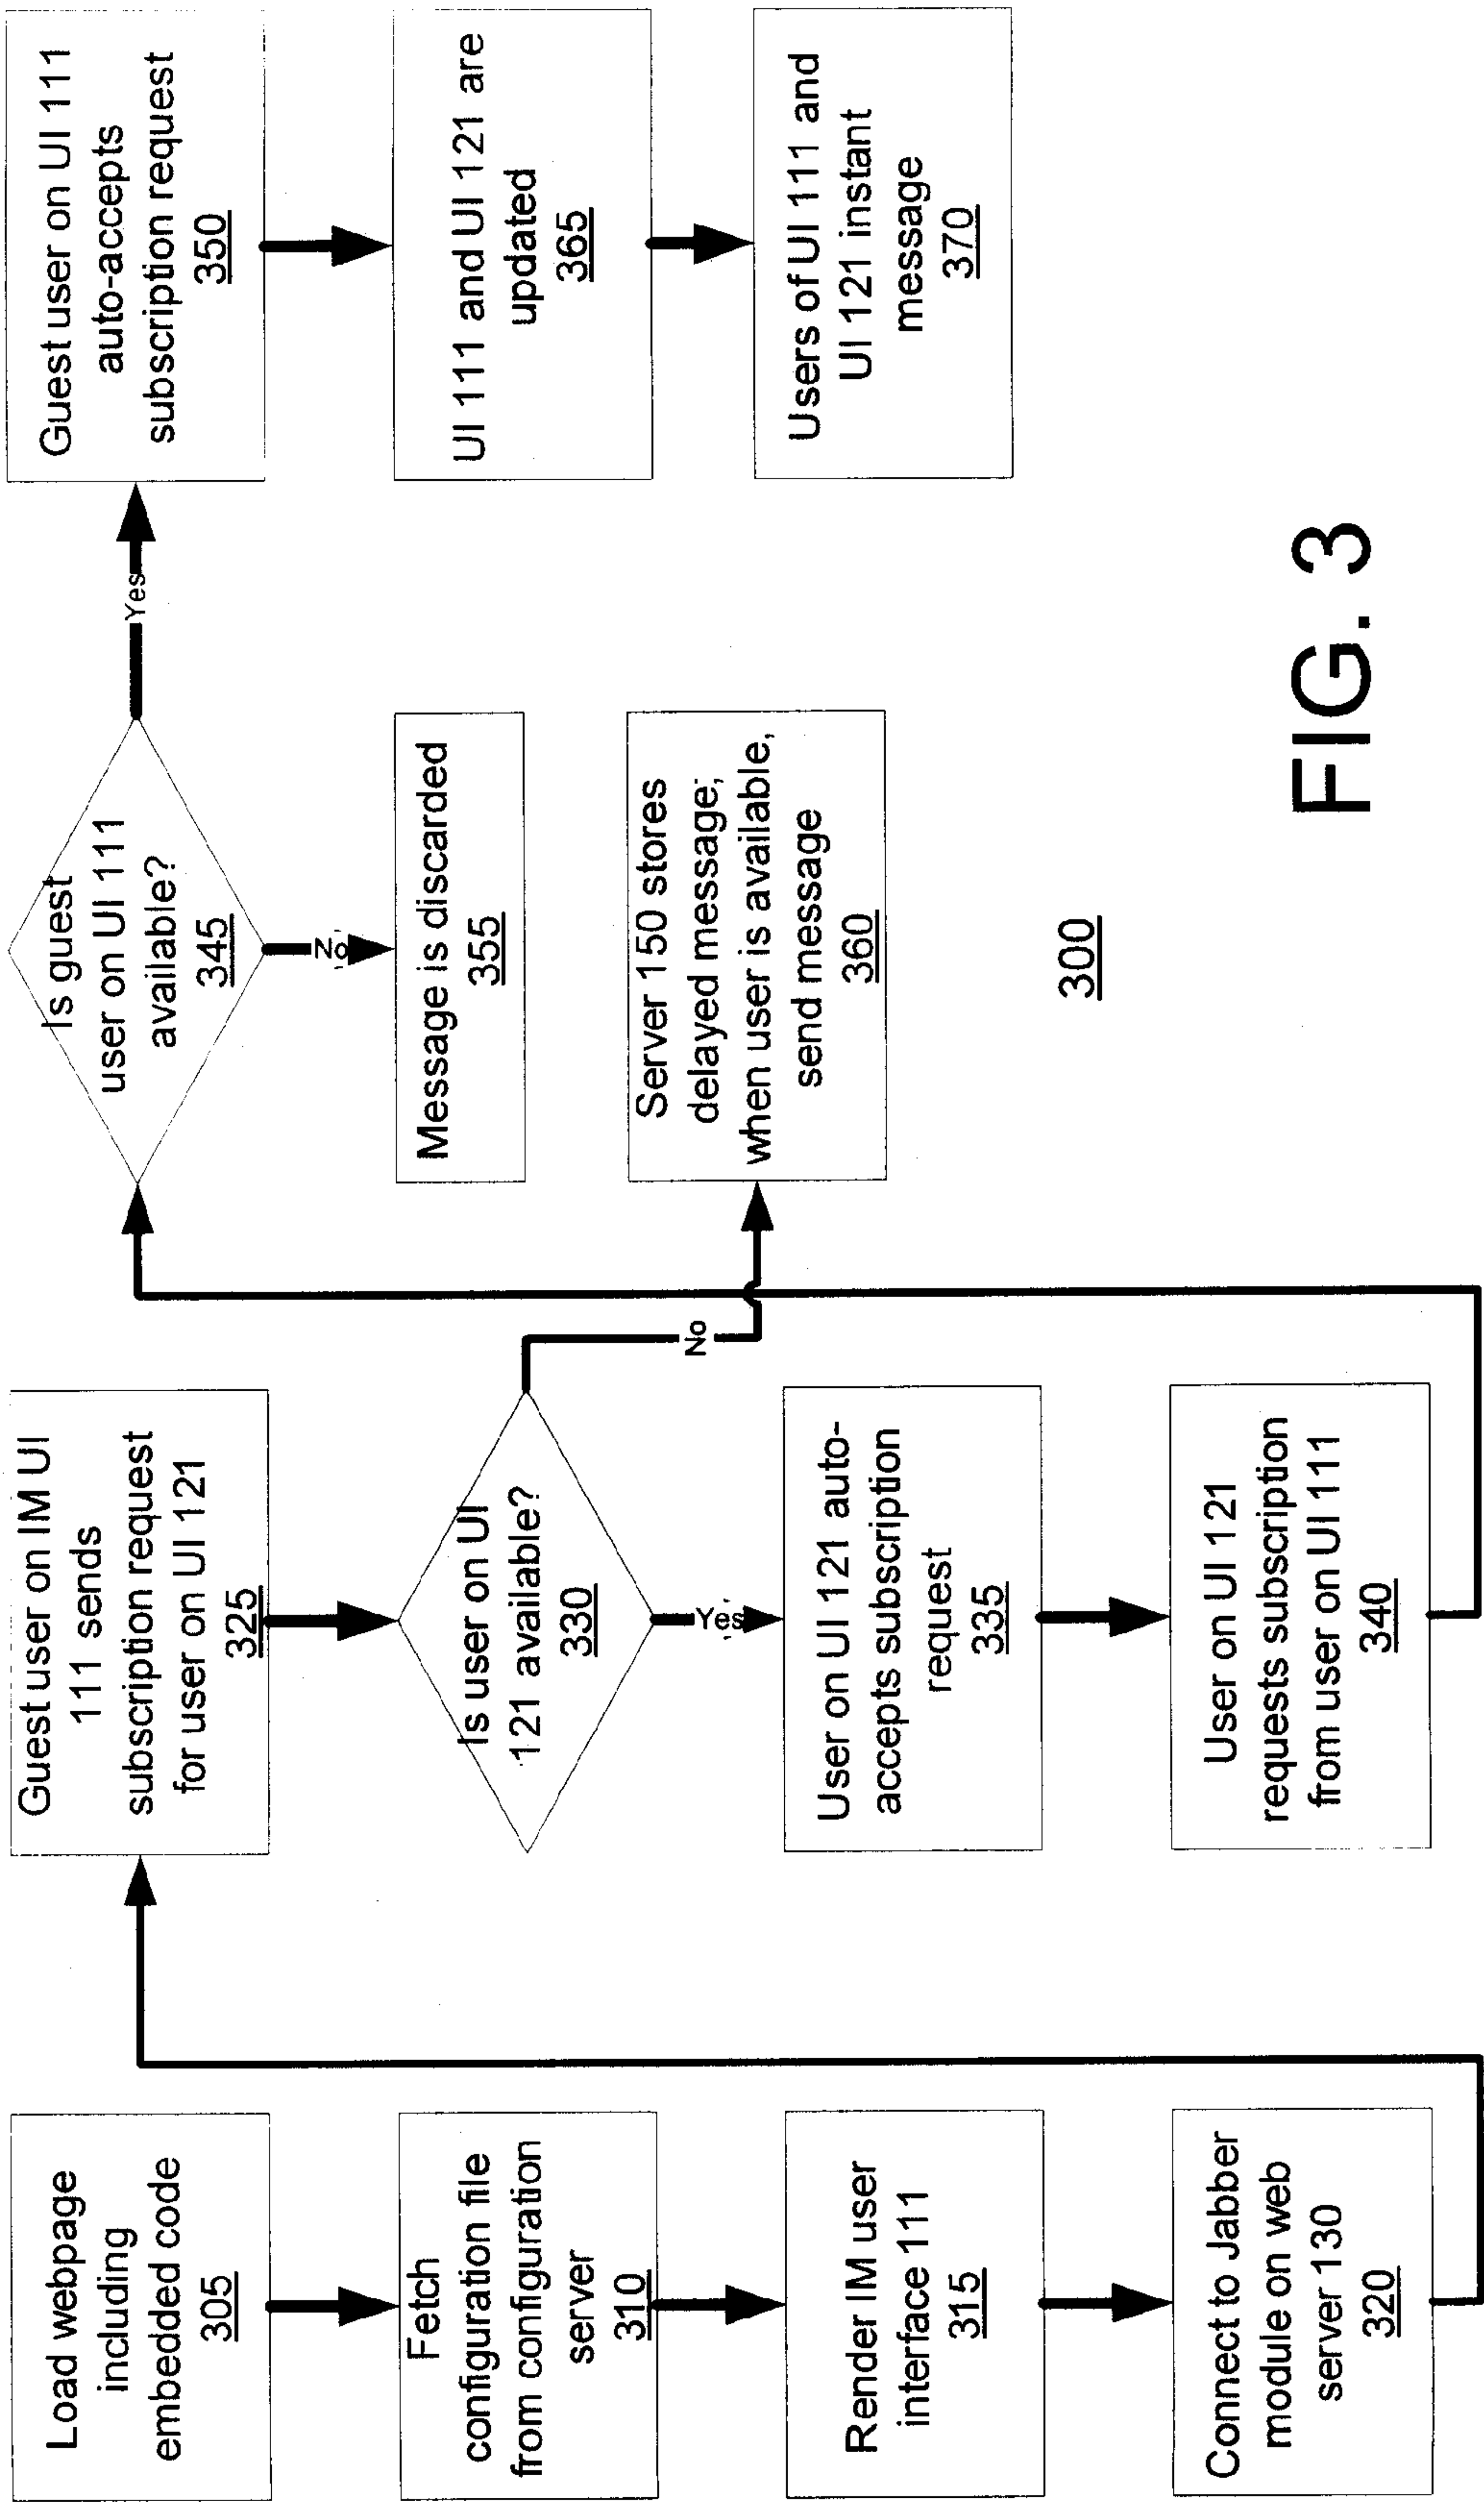 Load webpage
including
embedded code
305
Fetch
configuration file
from configuration
server
310
Render IM user
interface 111
315
Connect to Jabber
module on web
server 130
320
Guest user on IM UI
111 sends
subscription request
for user on UI 121
325
Is user on UI
121 available?
330
No
Yes
User on UI 121 auto-
accepts subscription
request
335
User on UI 121
requests subscription
from user on UI 111
340
Is guest
user on UI 111
available?
345
Yes
No
Message is discarded
355
Server 150 stores
delayed message;
when user is available,
send message
360
Guest user on UI 111
auto-accepts
subscription request
350
UI 111 and UI 121 are
updated
365
Users of UI 111 and
UI 121 instant
message
370
300
FIG. 3